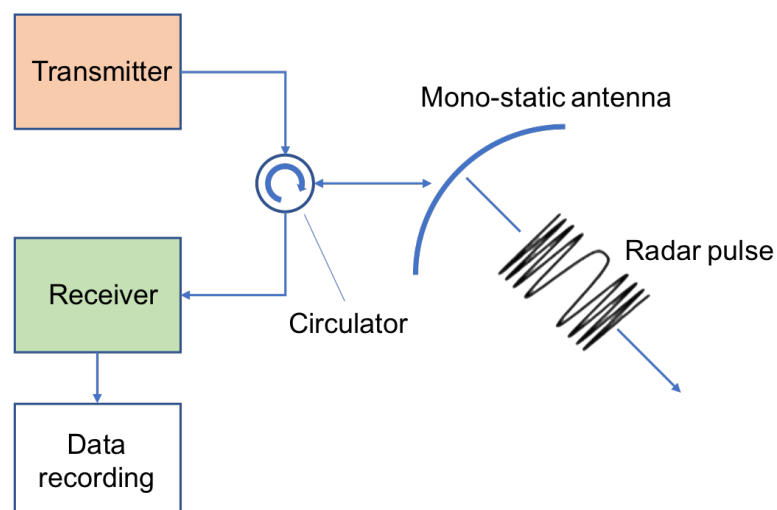 Transmitter
Mono-static antenna
Radar pulse
Receiver
Circulator
Data
recording